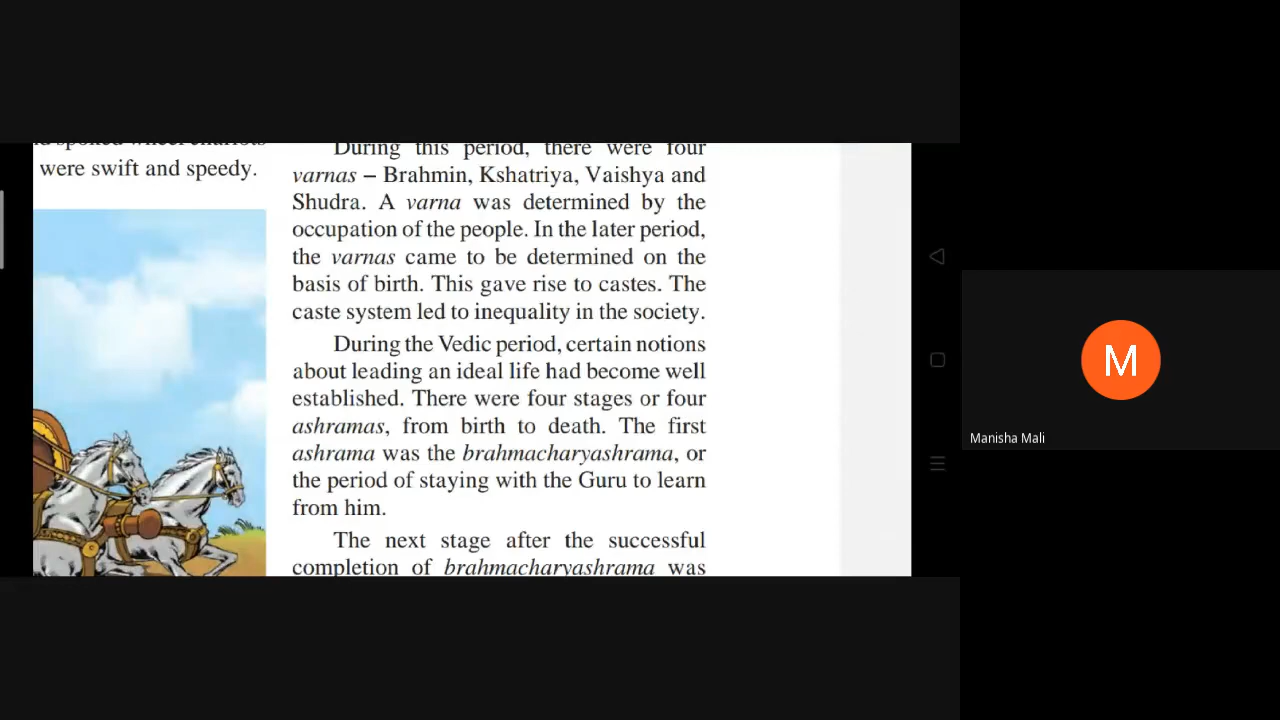 were swift and speedy.
During this period, there were four
varnas – Brahmin, Kshatriya, Vaishya and
Shudra. A varna was determined by the
occupation of the people. In the later period,
the varnas came to be determined on the
basis of birth. This gave rise to castes. The
caste system led to inequality in the society.
During the Vedic period, certain notions
about leading an ideal life had become well
established. There were four stages or four
ashramas, from birth to death. The first
ashrama was the brahmacharyashrama, or
the period of staying with the Guru to learn
from him.
The next stage after the successful
completion of brahmacharyashrama was
M
Manisha Mali